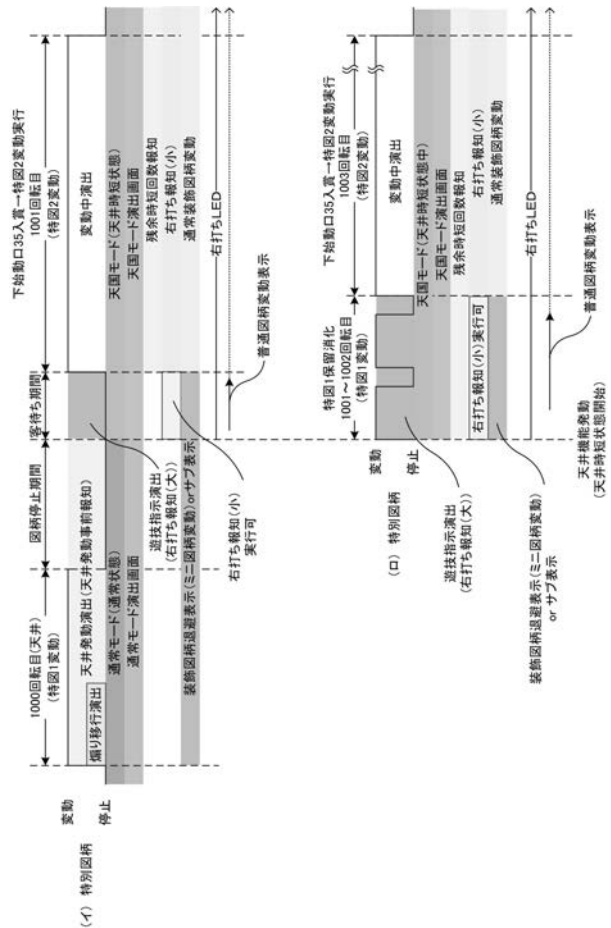 (イ) 特別図柄
変動
停止
1000回転目(天井)
(特図1変動)
図柄停止期間
客待ち期間
下始動口35入賞→特図2変動実行
1001回転目
(特図2変動)
煽り移行演出
天井発動演出(天井発動事前報知)
変動中演出
通常モード(通常状態)
天国モード(天井時短状態)
通常モード演出画面
天国モード演出画面
残余時短回数報知
右打ち報知(小)
装飾図柄退避表示(ミニ図柄変動)orサブ表示
通常装飾図柄変動
右打ちLED
遊技指示演出
(右打ち報知(大))
右打ち報知(小)
実行可
普通図柄変動表示
(ロ) 特別図柄
変動
停止
特図1保留消化
1001~1002回転目
(特図1変動)
下始動口35入賞→特図2変動実行
1003回転目
(特図2変動)
変動中演出
天国モード(天井時短状態中)
天国モード演出画面
残余時短回数報知
右打ち報知(小)実行可
右打ち報知(小)
通常装飾図柄変動
右打ちLED
遊技指示演出
(右打ち報知(大))
装飾図柄退避表示(ミニ図柄変動)
or サブ表示
天井機能発動
(天井時短状態開始)
普通図柄変動表示